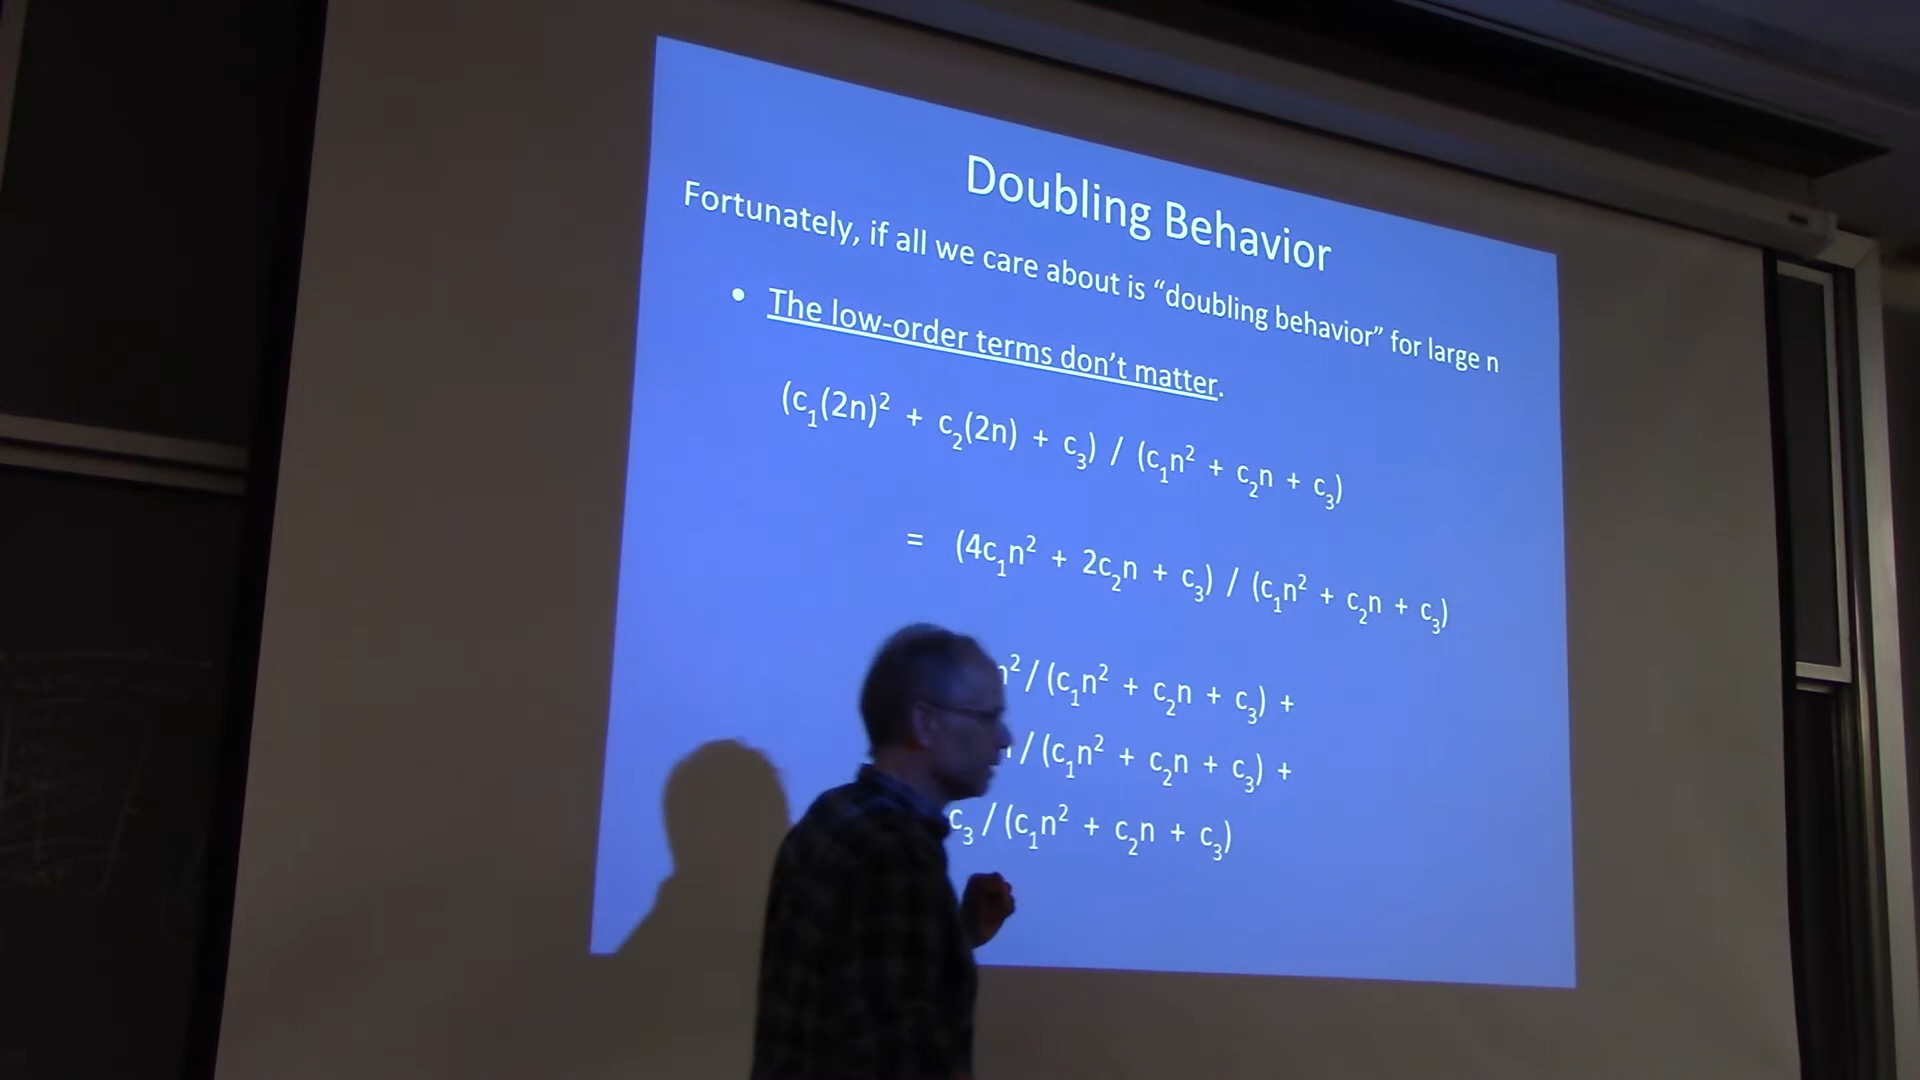 Doubling Behavior
Fortunately, if all we care about is “doubling behavior” for large n
• The low-order terms don’t matter.
(c₁(2n)² + c₂(2n) + c₃) / (c₁n² + c₂n + c₃)
= (4c₁n² + 2c₂n + c₃) / (c₁n² + c₂n + c₃)
n² / (c₁n² + c₂n + c₃) +
/ (c₁n² + c₂n + c₃) +
c₃ / (c₁n² + c₂n + c₃)